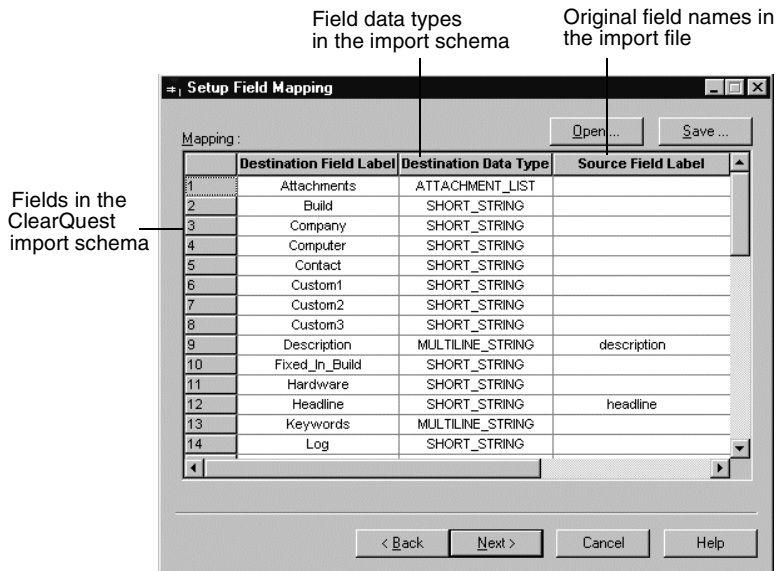 Field data types
in the import schema
Original field names in
the import file
Setup Field Mapping
Mapping :
Open ...
Save ...
Destination Field Label Destination Data Type Source Field Label
1 Attachments ATTACHMENT_LIST
2 Build SHORT_STRING
3 Company SHORT_STRING
4 Computer SHORT_STRING
5 Contact SHORT_STRING
6 Custom1 SHORT_STRING
7 Custom2 SHORT_STRING
8 Custom3 SHORT_STRING
9 Description MULTILINE_STRING description
10 Fixed_In_Build SHORT_STRING
11 Hardware SHORT_STRING
12 Headline SHORT_STRING headline
13 Keywords MULTILINE_STRING
14 Log SHORT_STRING
Fields in the
ClearQuest
import schema
< Back Next > Cancel Help